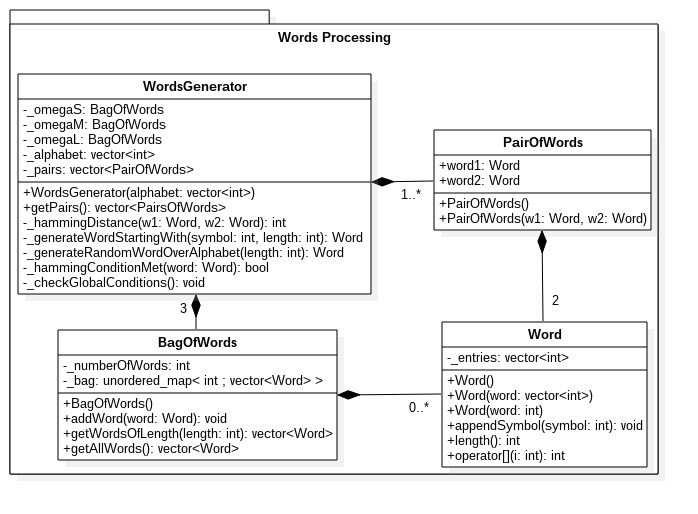 Words Processing
WordsGenerator
-_omegaS: BagOfWords
-_omegaM: BagOfWords
-_omegaL: BagOfWords
-_alphabet: vector<int>
-_pairs: vector<PairOfWords>
+WordsGenerator(alphabet: vector<int>)
+getPairs(): vector<PairsOfWords>
-_hammingDistance(w1: Word, w2: Word): int
-_generateWordStartingWith(symbol: int, length: int): Word
-_generateRandomWordOverAlphabet(length: int): Word
-_hammingConditionMet(word: Word): bool
-_checkGlobalConditions(): void
1..*
PairOfWords
+word1: Word
+word2: Word
+PairOfWords()
+PairOfWords(w1: Word, w2: Word)
3
2
BagOfWords
-_numberOfWords: int
-_bag: unordered_map< int ; vector<Word> >
+BagOfWords()
+addWord(word: Word): void
+getWordsOfLength(length: int): vector<Word>
+getAllWords(): vector<Word>
0..*
Word
-_entries: vector<int>
+Word()
+Word(word: vector<int>)
+Word(word: int)
+appendSymbol(symbol: int): void
+length(): int
+operator[](i: int): int